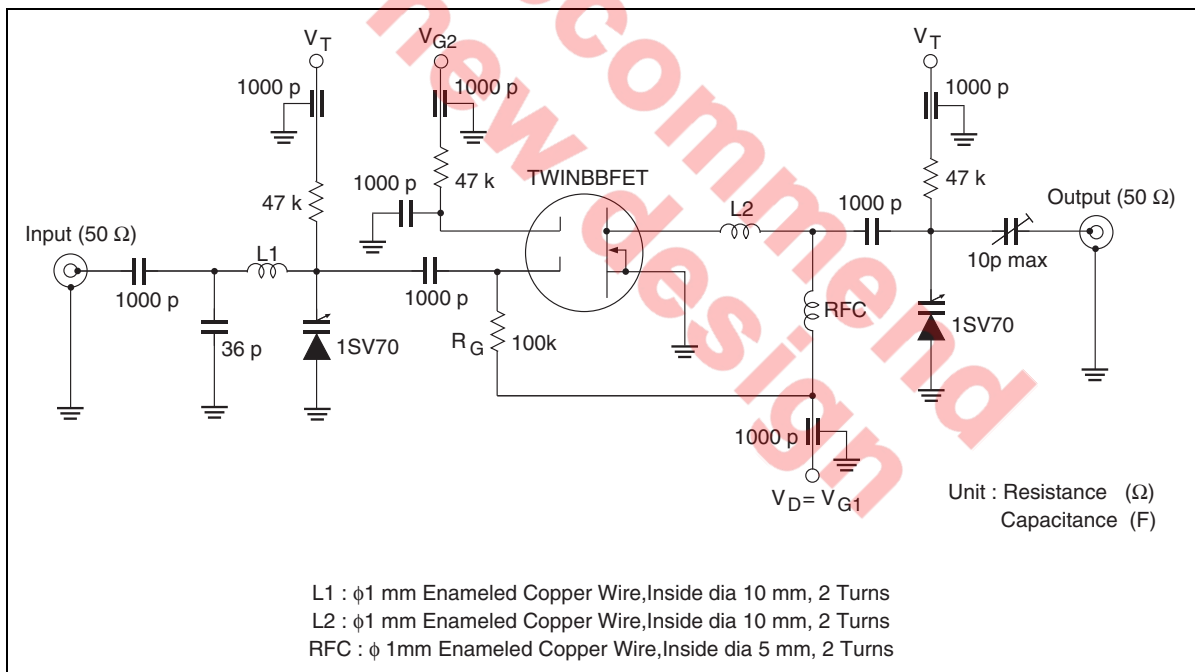 V_T
V_G2
V_T
1000 p
1000 p
1000 p
47 k
TWINBBFET
47 k
1000 p
47 k
L2
1000 p
Input (50 Ω)
Output (50 Ω)
L1
10p max
1000 p
1000 p
RFC
36 p
1SV70
R_G
100k
1SV70
1000 p
V_D = V_G1
Unit : Resistance (Ω)
Capacitance (F)
L1 : ϕ1 mm Enameled Copper Wire,Inside dia 10 mm, 2 Turns
L2 : ϕ1 mm Enameled Copper Wire,Inside dia 10 mm, 2 Turns
RFC : ϕ 1mm Enameled Copper Wire,Inside dia 5 mm, 2 Turns
commend
new design